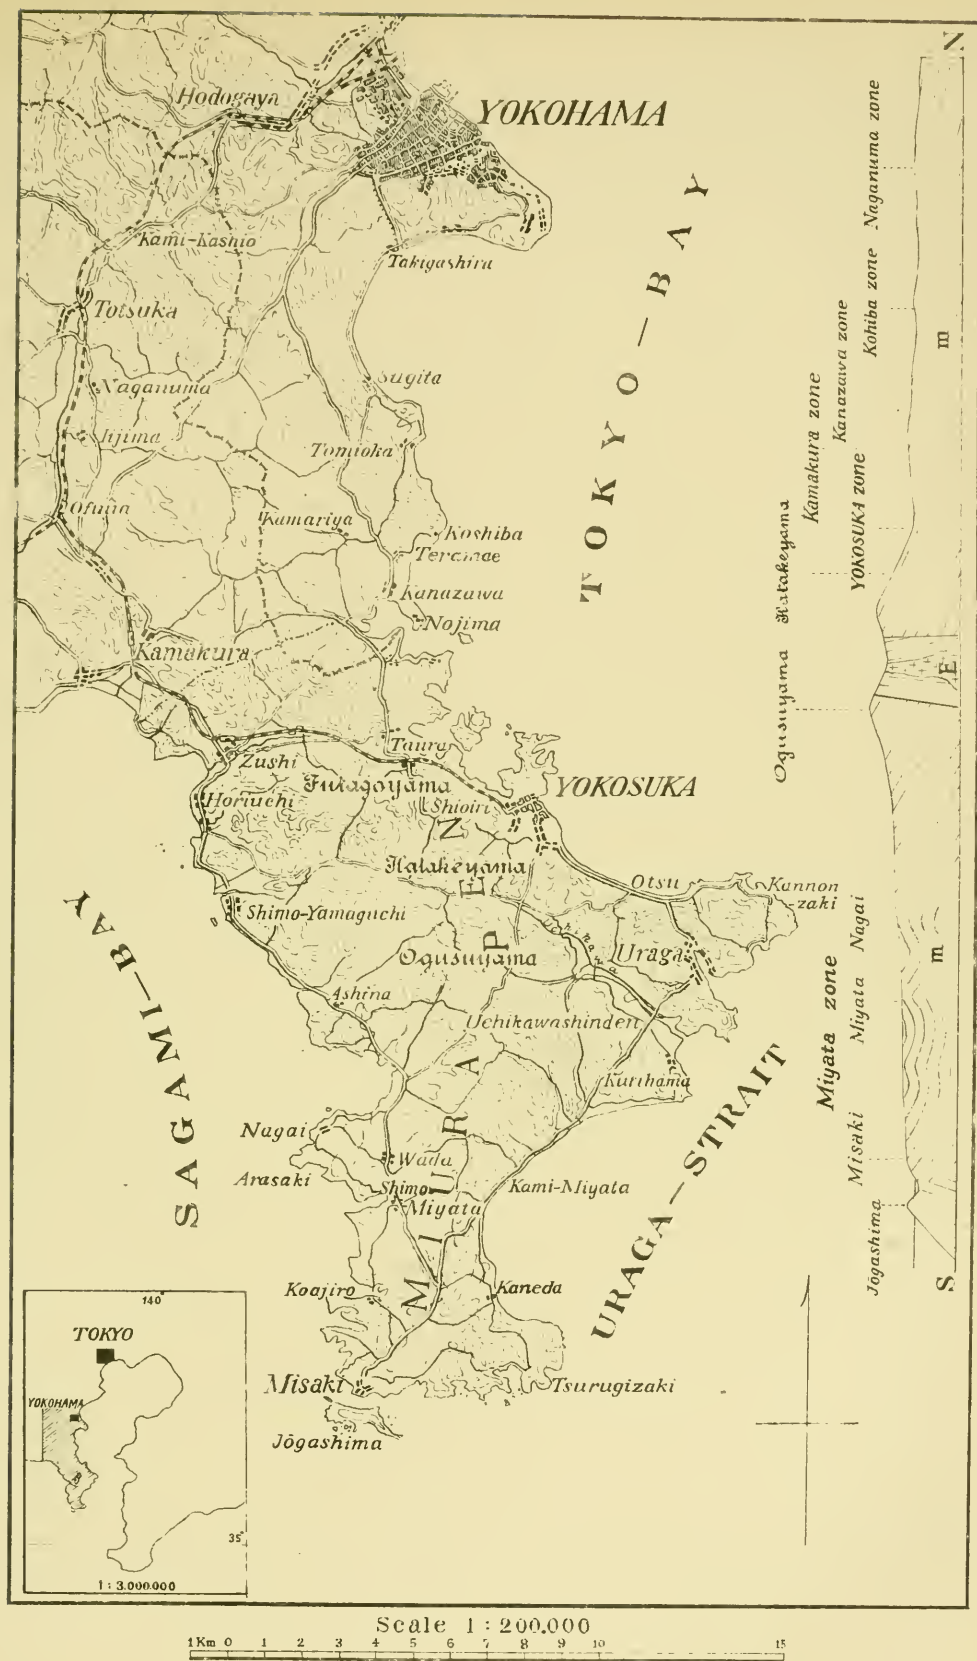 Hodogaya
YOKOHAMA
Kami-Kashio
Takigashira
Totsuka
Naganuma
Sugita
Iijima
Tomioka
Ofuna
Kamariya
Koshiba
Teramae
Kanazawa
Nojima
Kamakura
Taura
Zushi
Futagoyama
YOKOSUKA
Horiuchi
Shioiri
Hatakeyama
Otsu
Kannon
zaki
Shimo-Yamaguchi
Ogusuyama
Uraga
Ashina
Uchikawashinden
Kurihama
Nagai
Wada
Arasaki
Shimo
Miyata
Kami-Miyata
Koajiro
Kaneda
Misaki
Tsurugizaki
Jōgashima
TOKYO-BAY
SAGAMI-BAY
URAGA-STRAIT
MIURA PEN
N
Naganuma zone
Kohiba zone
Kanazawa zone
Kamakura zone
YOKOSUKA zone
Hatakeyama
Ogusuyama
Nagai
Miyata
Miyata zone
Misaki
Jōgashima
m
E
m
S
140°
TOKYO
YOKOHAMA
35°
1 : 3.000.000
Scale 1 : 200.000
1 Km 0 1 2 3 4 5 6 7 8 9 10 15